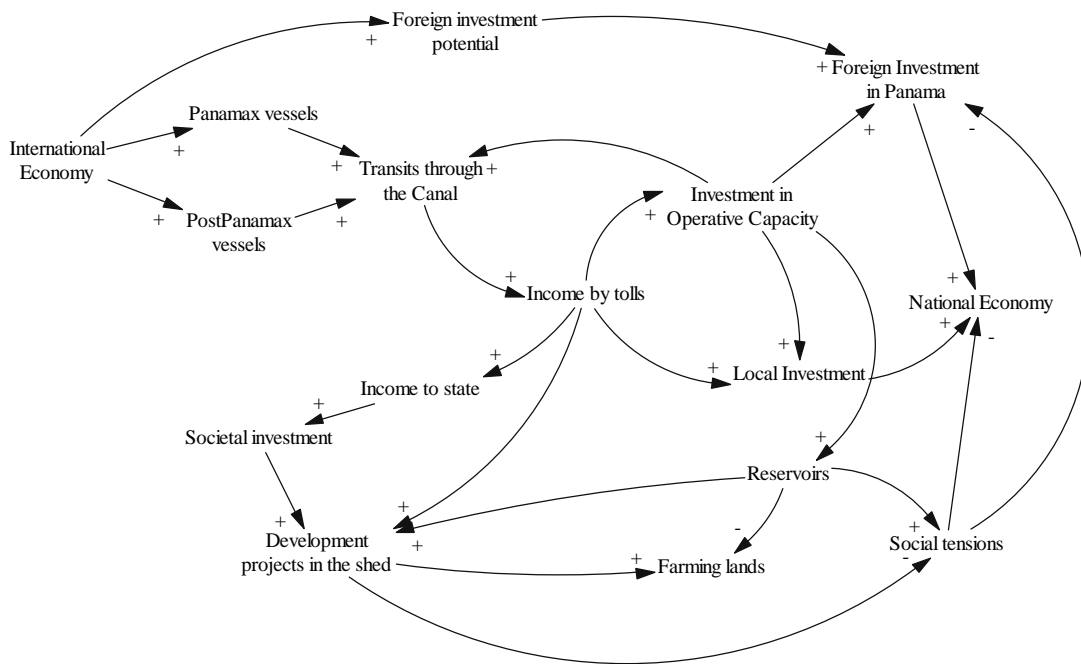 Foreign investment
potential
+
+ Foreign Investment
in Panama
+
-
Panamax vessels
+
International
Economy
+
Transits through
the Canal
+
PostPanamax
vessels
+
+
Investment in
Operative Capacity
+
+
Income by tolls
+
National Economy
+
-
+
Local Investment
+
+
Income to state
+
Societal investment
+
Reservoirs
+
+
Development
projects in the shed
+
+
-
Farming lands
+
+
Social tensions
-